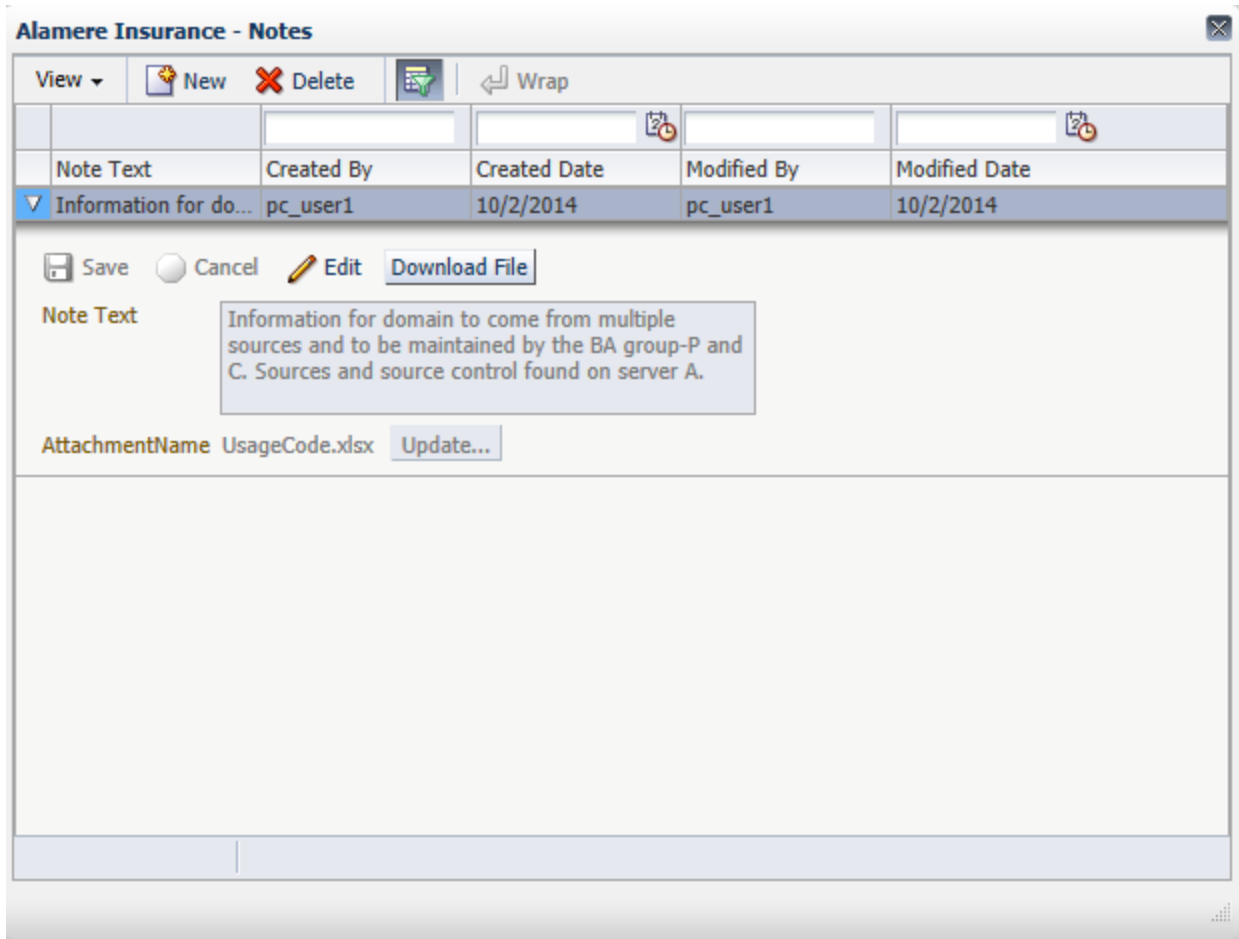 Alamere Insurance - Notes
View New Delete Wrap
Note Text Created By Created Date Modified By Modified Date
Information for do... pc_user1 10/2/2014 pc_user1 10/2/2014
Save Cancel Edit Download File
Note Text
Information for domain to come from multiple
sources and to be maintained by the BA group-P and
C. Sources and source control found on server A.
AttachmentName UsageCode.xlsx Update...